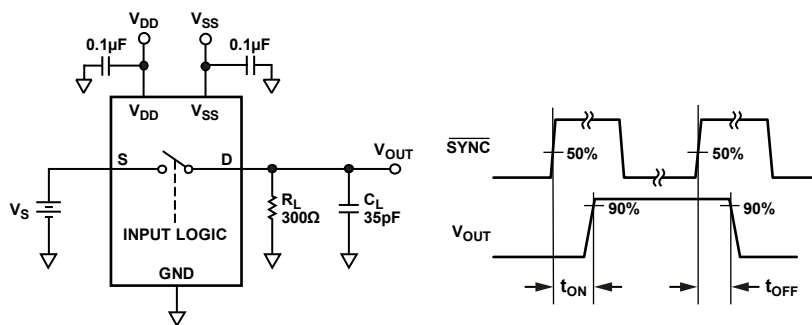 VDD
VSS
0.1µF
0.1µF
VDD
VSS
S
D
VOUT
VS
RL
300Ω
CL
35pF
INPUT LOGIC
GND
SYNC
50%
50%
VOUT
90%
90%
tON
tOFF